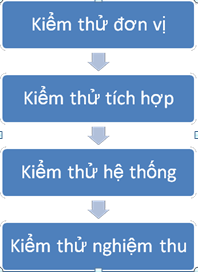 Kiểm thử đơn vị
Kiểm thử tích hợp
Kiểm thử hệ thống
Kiểm thử nghiệm thu